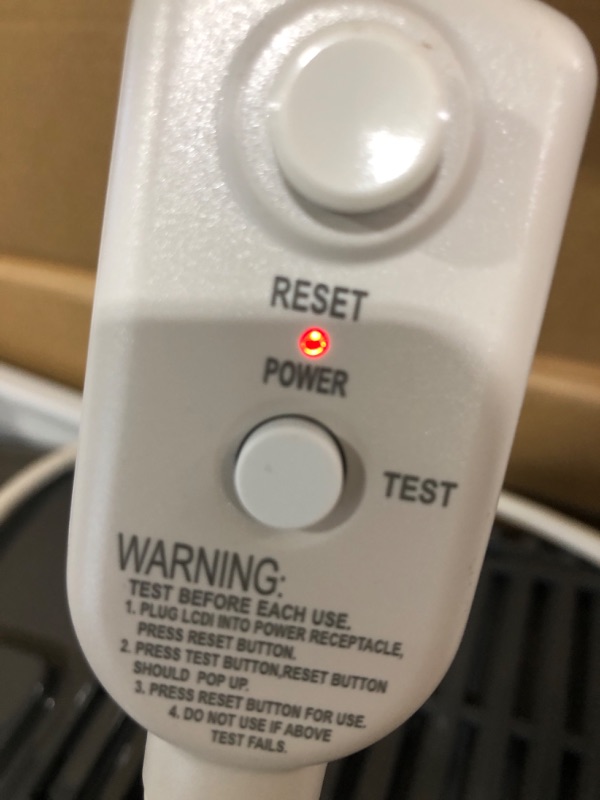 RESET
POWER
TEST
WARNING:
TEST BEFORE EACH USE.
1. PLUG LCDI INTO POWER RECEPTACLE,
PRESS RESET BUTTON.
2. PRESS TEST BUTTON,RESET BUTTON
SHOULD POP UP.
3. PRESS RESET BUTTON FOR USE.
4. DO NOT USE IF ABOVE
TEST FAILS.